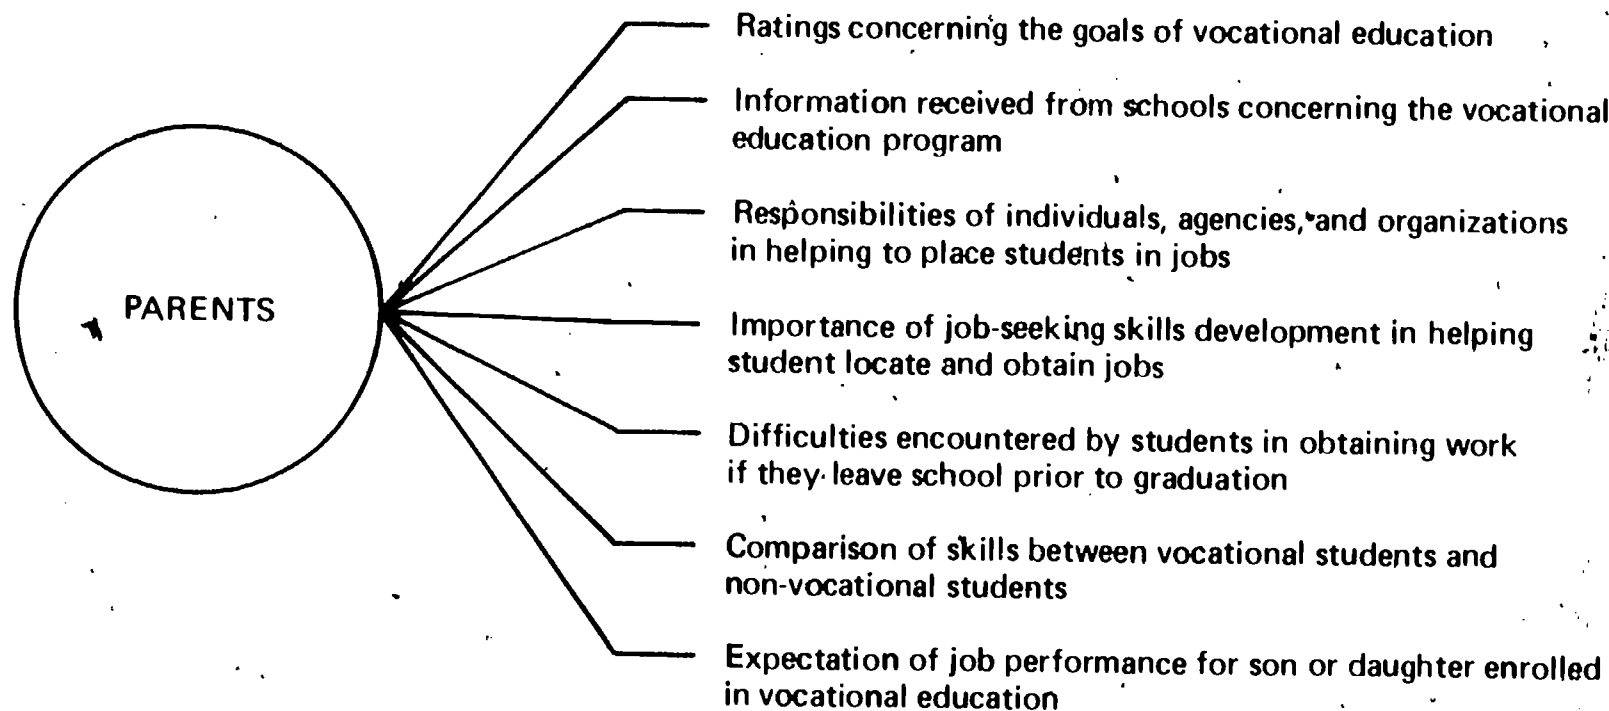 Ratings concerning the goals of vocational education
Information received from schools concerning the vocational
education program
Responsibilities of individuals, agencies, and organizations
in helping to place students in jobs
PARENTS
Importance of job-seeking skills development in helping
student locate and obtain jobs
Difficulties encountered by students in obtaining work
if they leave school prior to graduation
Comparison of skills between vocational students and
non-vocational students
Expectation of job performance for son or daughter enrolled
in vocational education